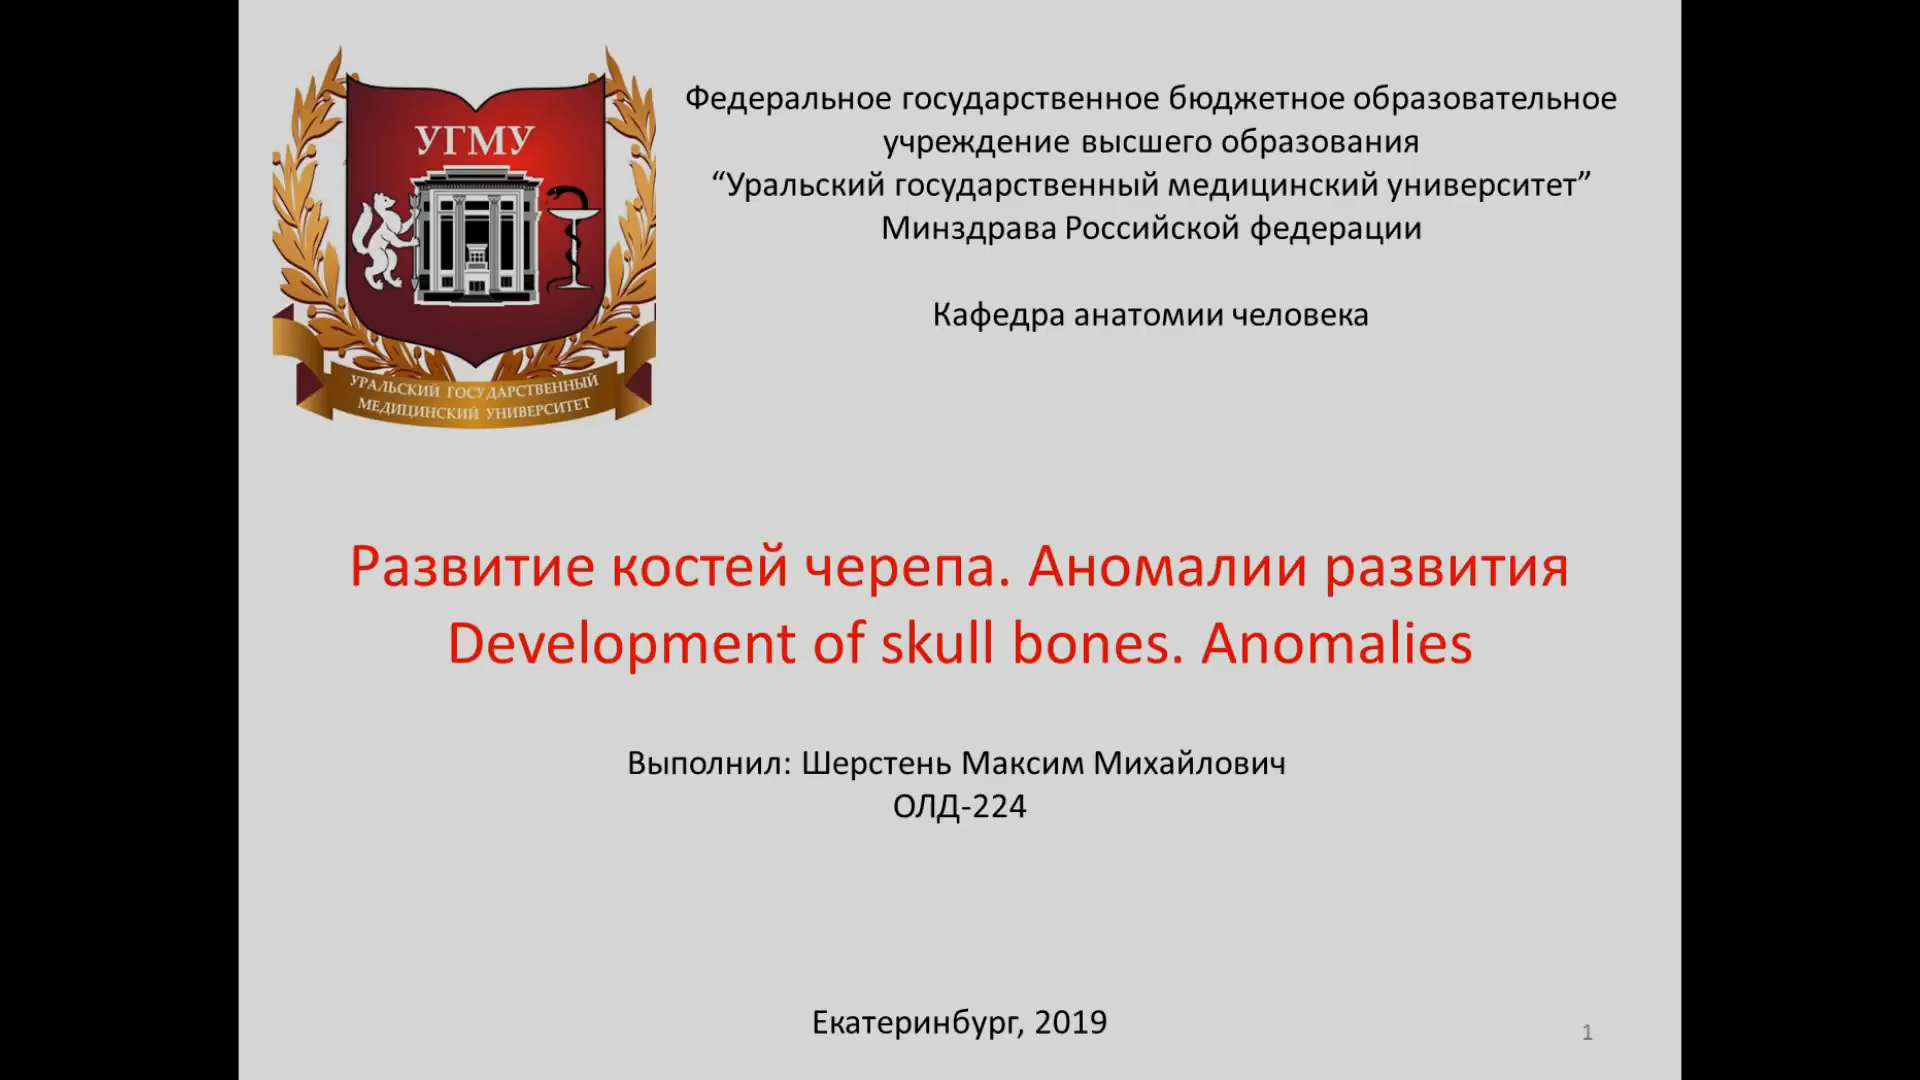 УГМУ
УРАЛЬСКИЙ ГОСУДАРСТВЕННЫЙ
МЕДИЦИНСКИЙ УНИВЕРСИТЕТ
Федеральное государственное бюджетное образовательное
учреждение высшего образования
“Уральский государственный медицинский университет”
Минздрава Российской федерации
Кафедра анатомии человека
Развитие костей черепа. Аномалии развития
Development of skull bones. Anomalies
Выполнил: Шерстень Максим Михайлович
ОЛД-224
Екатеринбург, 2019
1